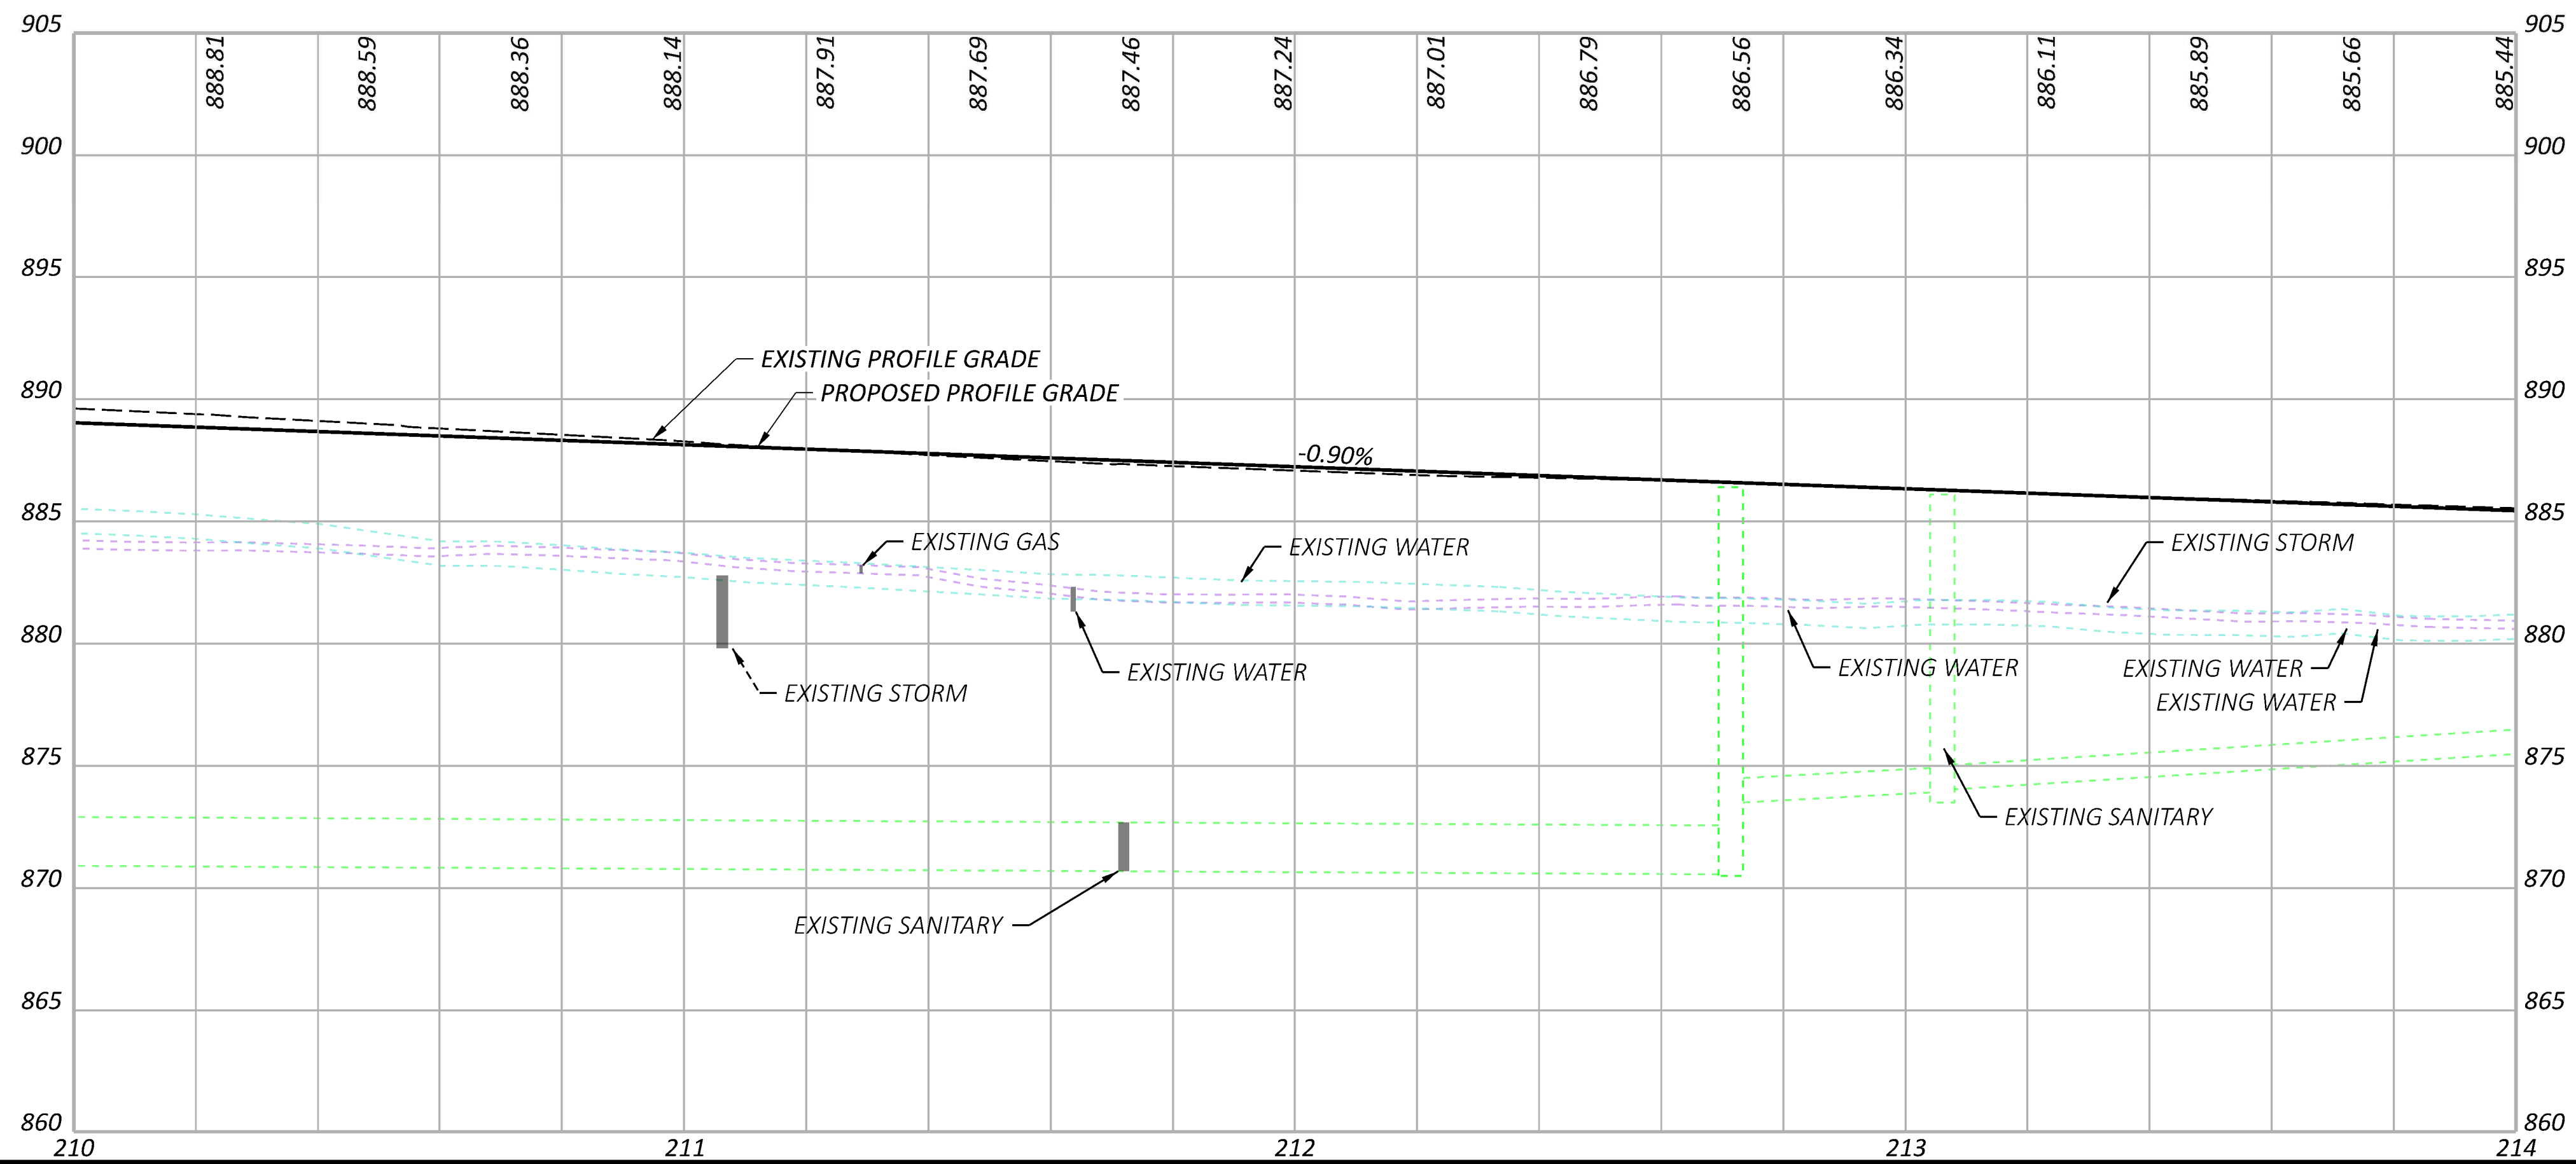 905 905
888.81 888.59 888.36 888.14 887.91 887.69 887.46 887.24 887.01 886.79 886.56 886.34 886.11 885.89 885.66 885.44
900 900
895 895
EXISTING PROFILE GRADE
890 PROPOSED PROFILE GRADE 890
-0.90%
885 885
EXISTING GAS EXISTING WATER EXISTING STORM
880 880
EXISTING WATER EXISTING WATER EXISTING WATER
EXISTING STORM EXISTING WATER
875 875
EXISTING SANITARY
870 870
EXISTING SANITARY
865 865
860 860
210 211 212 213 214